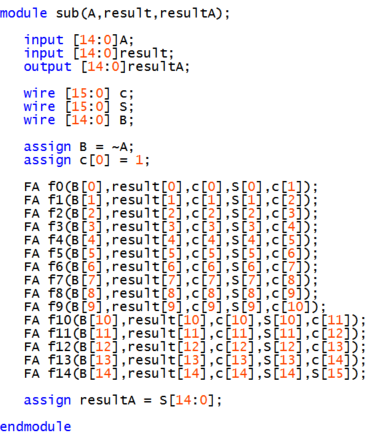 module sub(A,result,resultA);
input [14:0]A;
input [14:0]result;
output [14:0]resultA;
wire [15:0] c;
wire [15:0] S;
wire [14:0] B;
assign B = ~A;
assign c[0] = 1;
FA f0(B[0],result[0],c[0],S[0],c[1]);
FA f1(B[1],result[1],c[1],S[1],c[2]);
FA f2(B[2],result[2],c[2],S[2],c[3]);
FA f3(B[3],result[3],c[3],S[3],c[4]);
FA f4(B[4],result[4],c[4],S[4],c[5]);
FA f5(B[5],result[5],c[5],S[5],c[6]);
FA f6(B[6],result[6],c[6],S[6],c[7]);
FA f7(B[7],result[7],c[7],S[7],c[8]);
FA f8(B[8],result[8],c[8],S[8],c[9]);
FA f9(B[9],result[9],c[9],S[9],c[10]);
FA f10(B[10],result[10],c[10],S[10],c[11]);
FA f11(B[11],result[11],c[11],S[11],c[12]);
FA f12(B[12],result[12],c[12],S[12],c[13]);
FA f13(B[13],result[13],c[13],S[13],c[14]);
FA f14(B[14],result[14],c[14],S[14],S[15]);
assign resultA = S[14:0];
endmodule